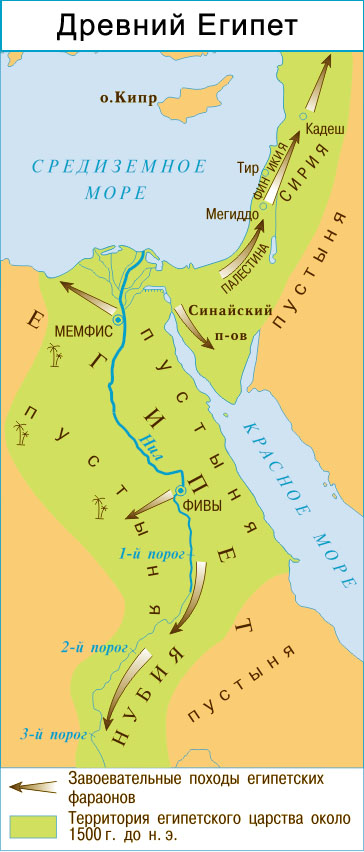 Древний Египет
о.Кипр
Кадеш
СРЕДИЗЕМНОЕ
МОРЕ
Тир
ФИНИКИЯ
СИРИЯ
Мегиддо
ПАЛЕСТИНА
ПУСТЫНЯ
Синайский
п-ов
МЕМФИС
ЕГИПЕТ
ПУСТЫНЯ
ПУСТЫНЯ
Нил
КРАСНОЕ МОРЕ
ФИВЫ
1-й порог
2-й порог
НУБИЯ
ПУСТЫНЯ
3-й порог
Завоевательные походы египетских
фараонов
Территория египетского царства около
1500 г. до н. э.